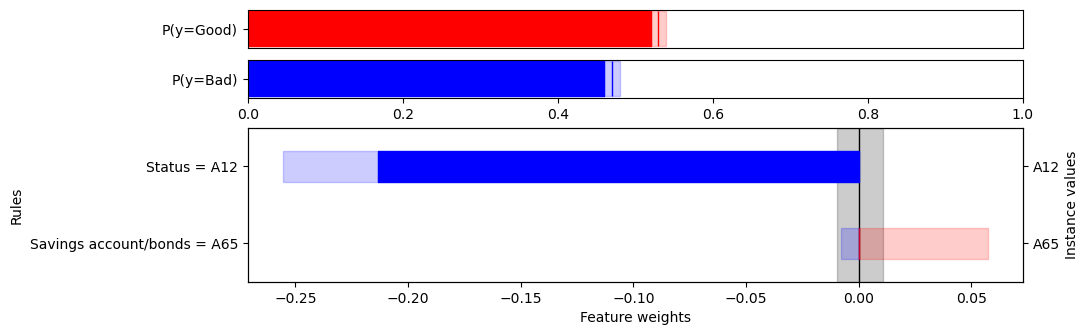 P(y=Good)
P(y=Bad)
0.0 0.2 0.4 0.6 0.8 1.0
Rules
Status = A12
A12
Savings account/bonds = A65
A65
Instance values
−0.25 −0.20 −0.15 −0.10 −0.05 0.00 0.05
Feature weights